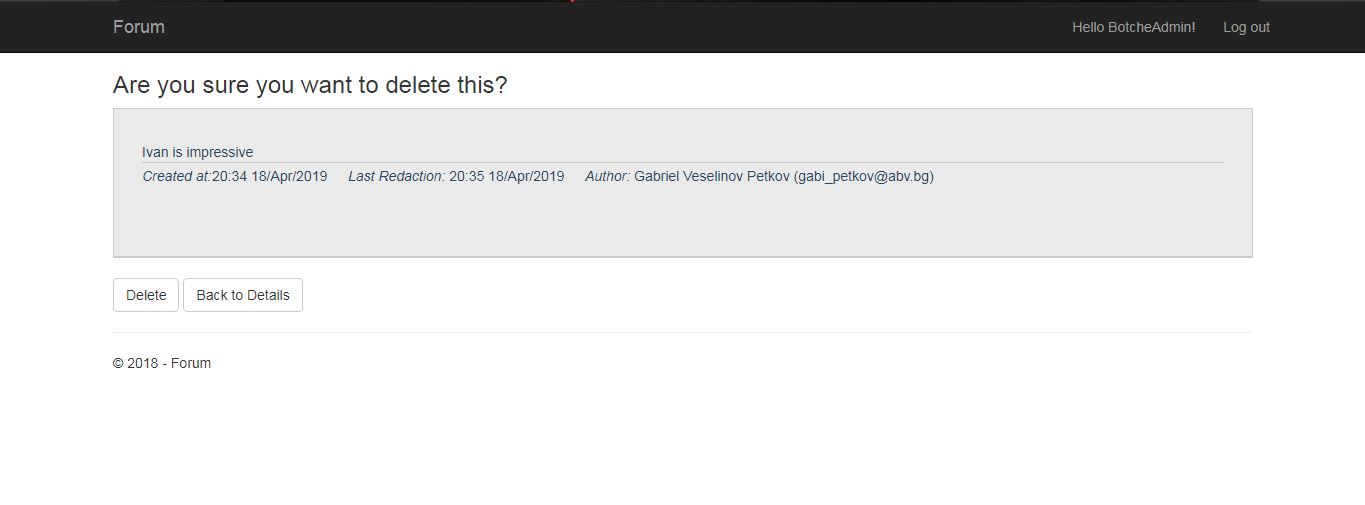 Forum Hello BotcheAdmin! Log out
Are you sure you want to delete this?
Ivan is impressive
Created at:20:34 18/Apr/2019 Last Redaction: 20:35 18/Apr/2019 Author: Gabriel Veselinov Petkov (gabi_petkov@abv.bg)
Delete Back to Details
© 2018 - Forum